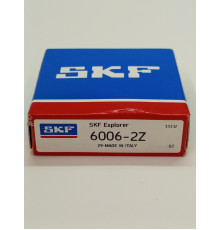 SKF
SKF Explorer
SKF
6006-2Z
MADE IN ITALY